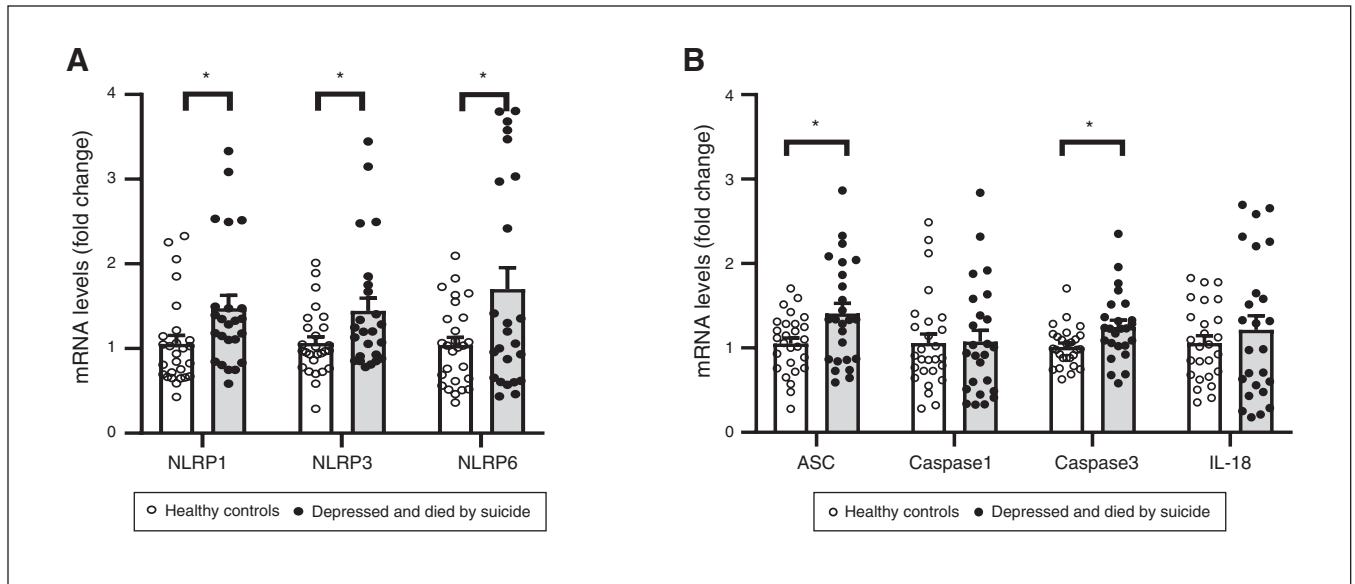 A
B
* * *
* *
mRNA levels (fold change)
4
3
2
1
0
NLRP1 NLRP3 NLRP6
Healthy controls Depressed and died by suicide
mRNA levels (fold change)
4
3
2
1
0
ASC Caspase1 Caspase3 IL-18
Healthy controls Depressed and died by suicide